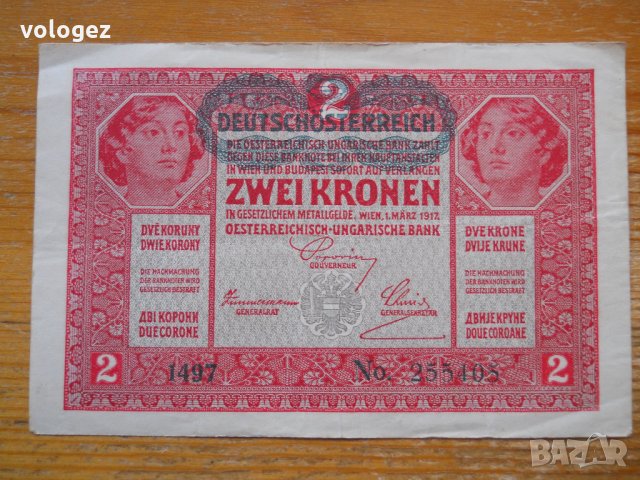 vologez
2
DEUTSCHÖSTERREICH
DIE OESTERREICHISCH-UNGARISCHE BANK ZAHLT
GEGEN DIESE BANKNOTE BEI IHREN HAUPTANSTALTEN
IN WIEN UND BUDAPEST SOFORT AUF VERLANGEN
ZWEI KRONEN
IN GESETZLICHEM METALLGELDE, WIEN, 1. MÄRZ 1917.
OESTERREICHISCH-UNGARISCHE BANK
GOUVERNEUR
GENERALRAT
GENERALSEKRETÄR
DVĚ KORUNY
DWIE KORONY
DIE NACHMACHUNG
DER BANKNOTEN WIRD
GESETZLICH BESTRAFT
ДВІ КОРОНИ
DUE CORONE
DVE KRONE
DVIJE KRUNE
DIE NACHMACHUNG
DER BANKNOTEN WIRD
GESETZLICH BESTRAFT
ДВИЈЕ КРУНЕ
DOUE COROANE
2
1497
No. 255405
2
BAZAR